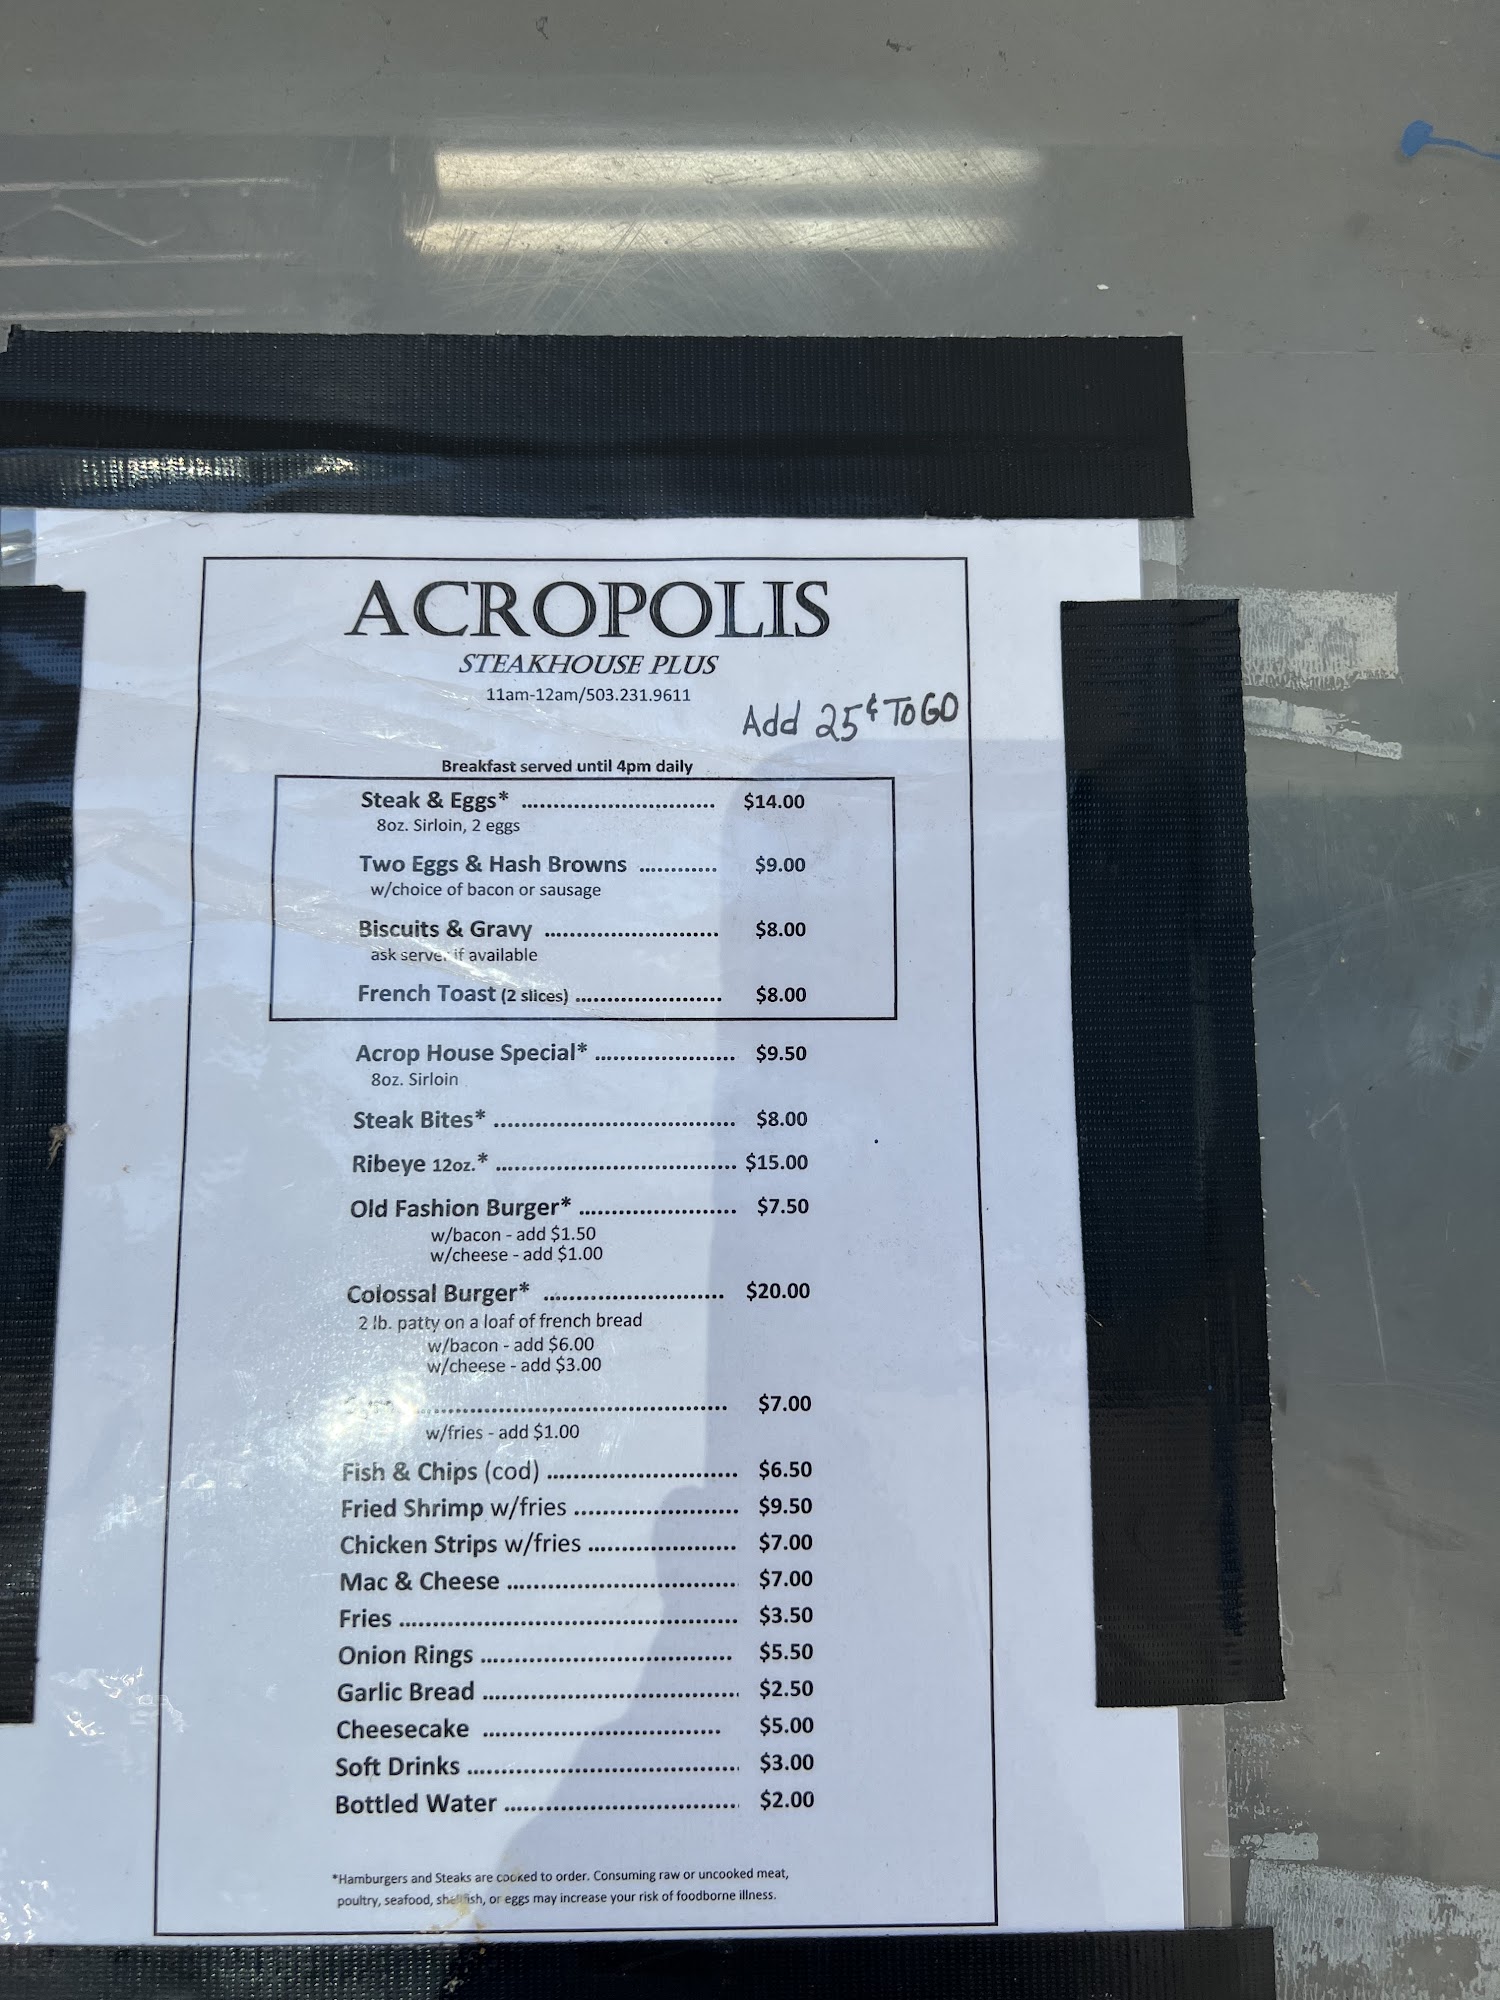 ACROPOLIS
STEAKHOUSE PLUS
11am-12am/503.231.9611
Add 25¢ TO GO
Breakfast served until 4pm daily
Steak & Eggs* ........................................ $14.00
8oz. Sirloin, 2 eggs
Two Eggs & Hash Browns ............ $9.00
w/choice of bacon or sausage
Biscuits & Gravy ........................... $8.00
ask server if available
French Toast (2 slices) ....................... $8.00
Acrop House Special* ...................... $9.50
8oz. Sirloin
Steak Bites* ...................................... $8.00
Ribeye 12oz.* ...................................... $15.00
Old Fashion Burger* ......................... $7.50
w/bacon - add $1.50
w/cheese - add $1.00
Colossal Burger* ............................ $20.00
2 lb. patty on a loaf of french bread
w/bacon - add $6.00
w/cheese - add $3.00
................................................ $7.00
w/fries - add $1.00
Fish & Chips (cod) .............................. $6.50
Fried Shrimp w/fries .......................... $9.50
Chicken Strips w/fries ....................... $7.00
Mac & Cheese .................................... $7.00
Fries ..................................................... $3.50
Onion Rings ....................................... $5.50
Garlic Bread ........................................ $2.50
Cheesecake ..................................... $5.00
Soft Drinks .......................................... $3.00
Bottled Water .................................... $2.00
*Hamburgers and Steaks are cooked to order. Consuming raw or uncooked meat,
poultry, seafood, shellfish, or eggs may increase your risk of foodborne illness.